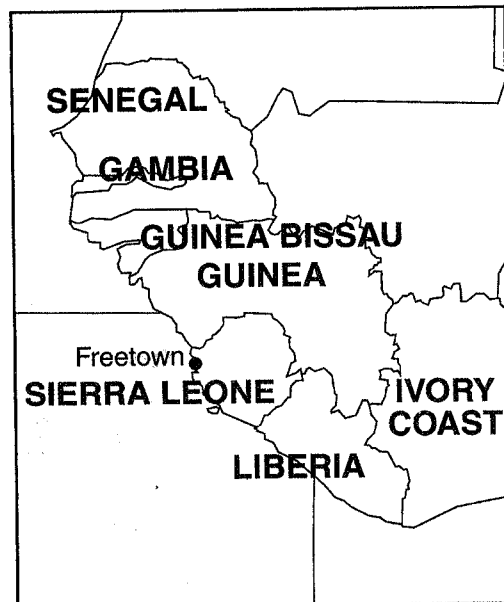 SENEGAL
GAMBIA
GUINEA BISSAU
GUINEA
Freetown
SIERRA LEONE
IVORY
COAST
LIBERIA